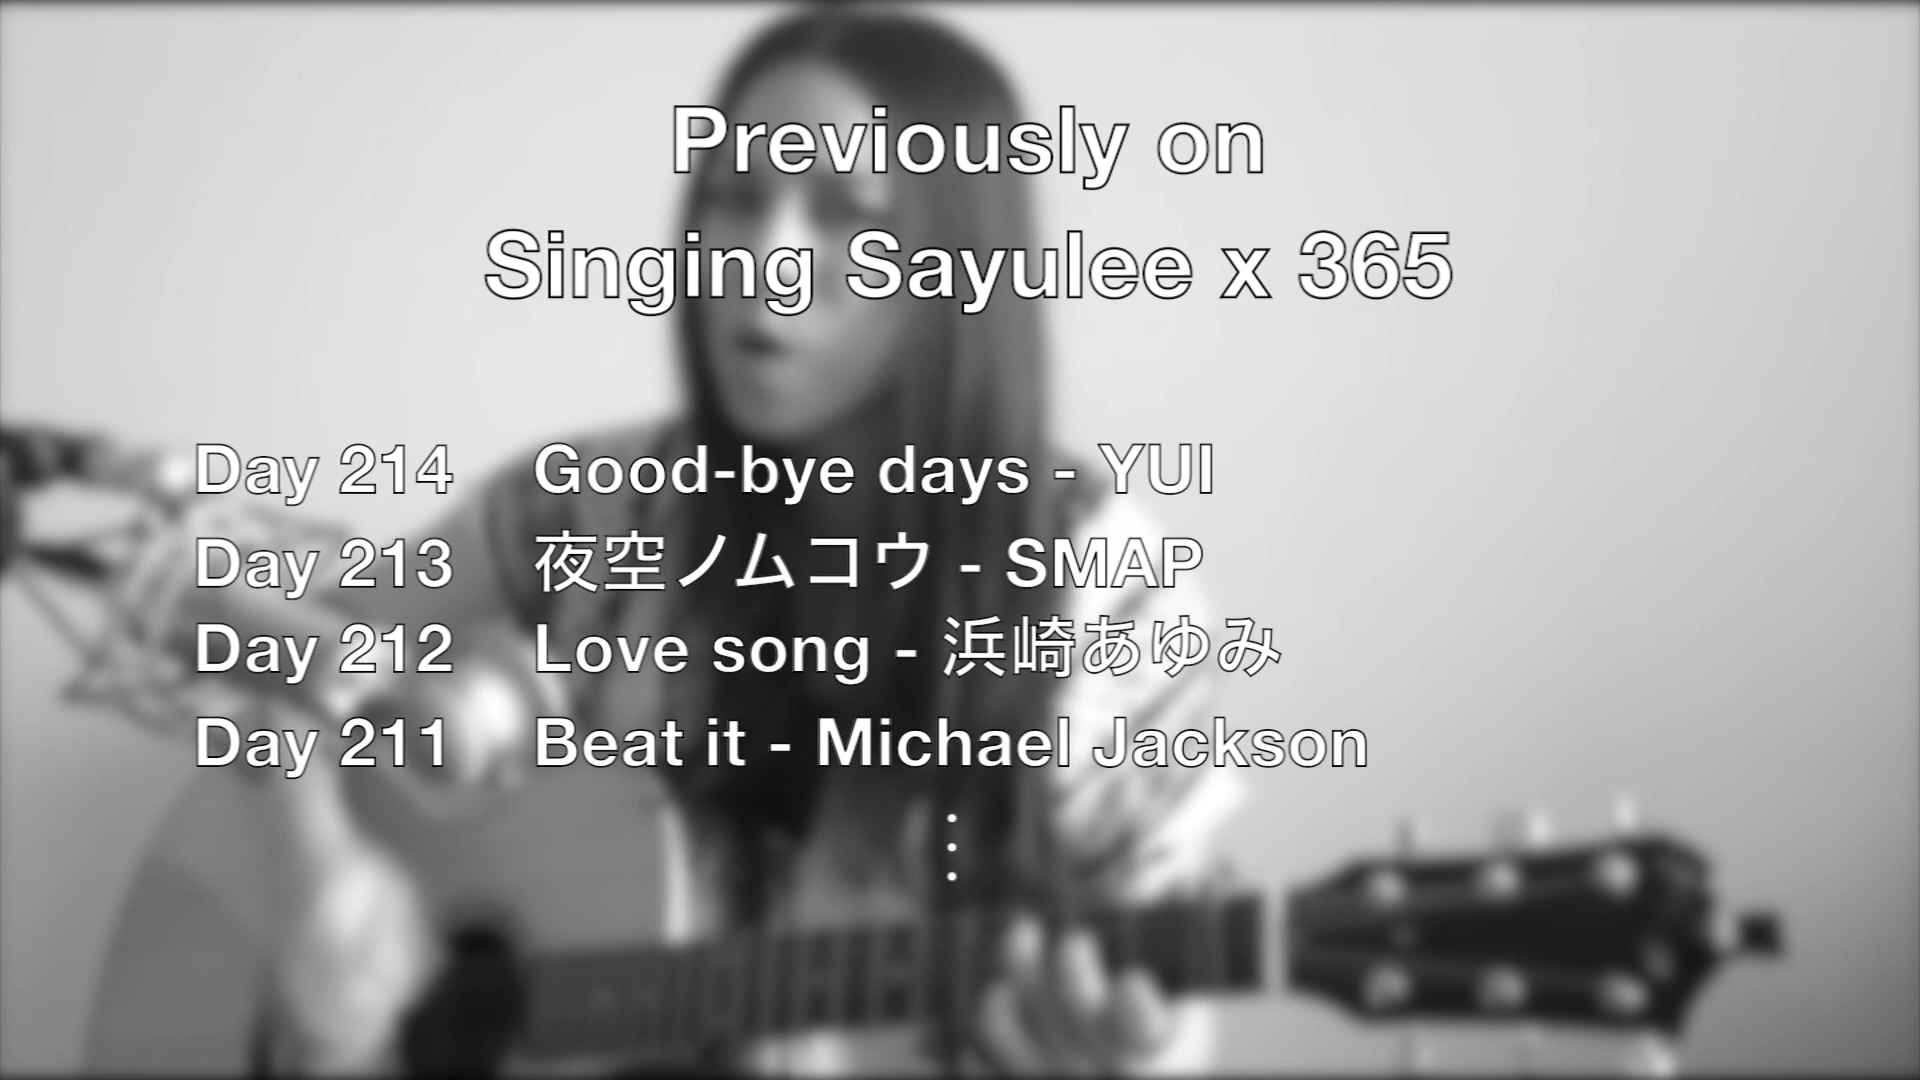 Previously on
Singing Sayulee x 365
Day 214 Good-bye days - YUI
Day 213 夜空ノムコウ - SMAP
Day 212 Love song - 浜崎あゆみ
Day 211 Beat it - Michael Jackson
⋮